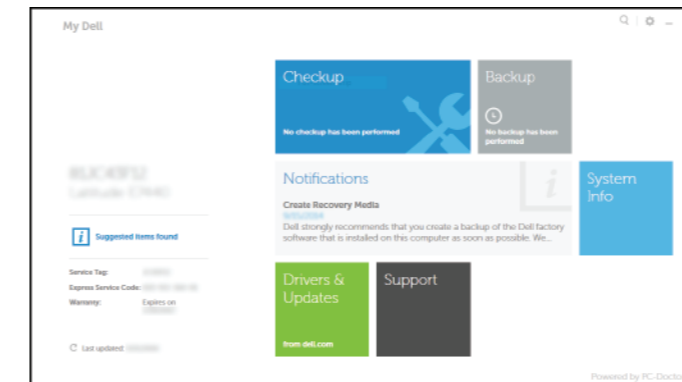 My Dell
Checkup
No checkup has been performed
Backup
No backup has been
performed
Notifications
Create Recovery Media
Dell strongly recommends that you create a backup of the Dell factory
software that is installed on this computer as soon as possible. We...
System
Info
Suggested items found
Service Tag:
Express Service Code:
Warranty: Expires on
Last updated:
Drivers &
Updates
from dell.com
Support
Powered by PC-Docto